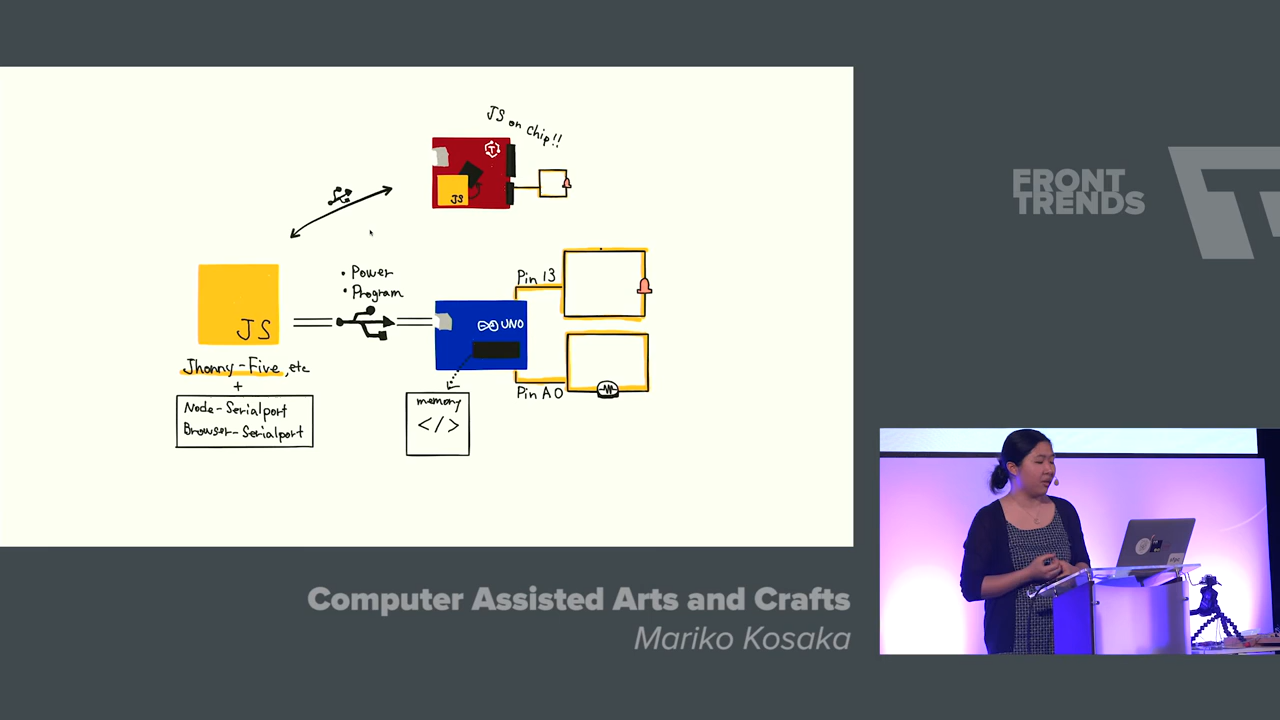 JS on chip!!
JS
• Power
• Program
Pin 13
JS
UNO
Jhonny-Five, etc
+
Node-Serialport
Browser-Serialport
memory
</>
Pin A0
FRONT
TRENDS
Computer Assisted Arts and Crafts
Mariko Kosaka